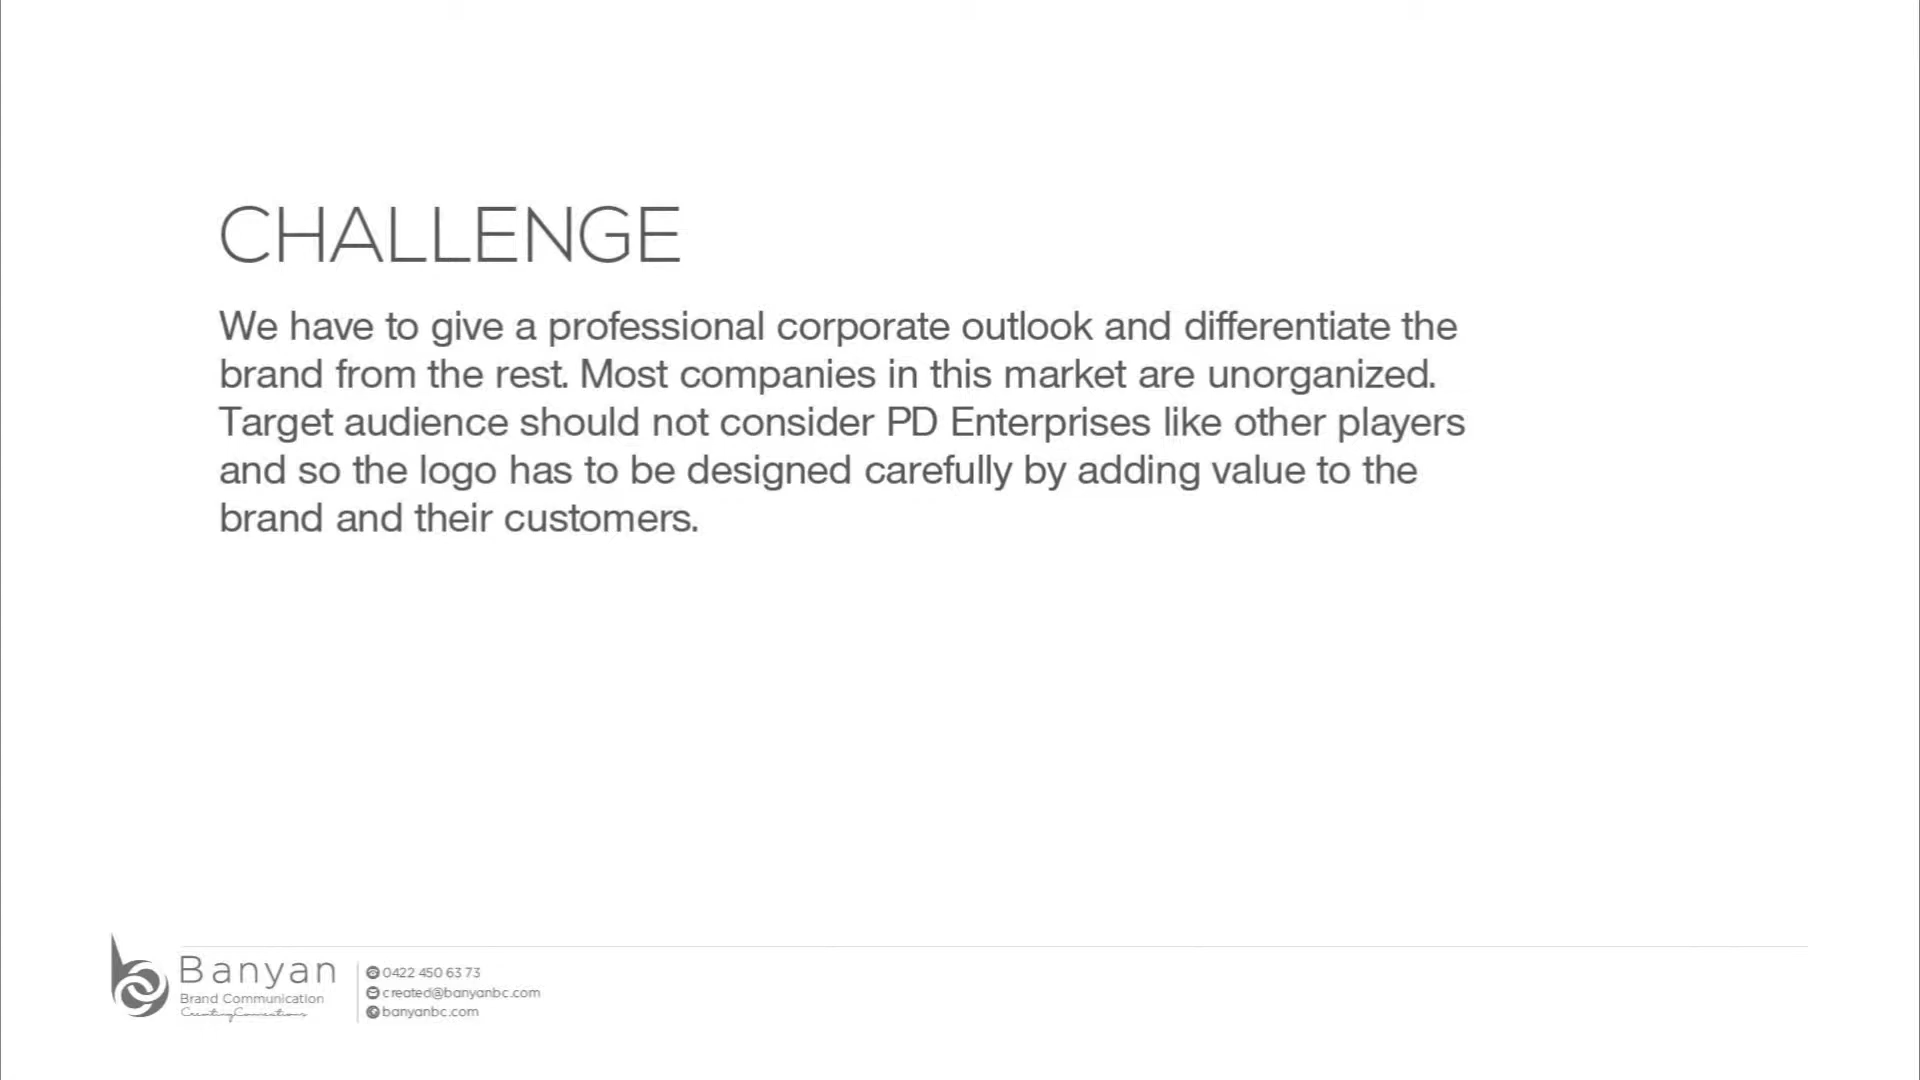 CHALLENGE
We have to give a professional corporate outlook and differentiate the
brand from the rest. Most companies in this market are unorganized.
Target audience should not consider PD Enterprises like other players
and so the logo has to be designed carefully by adding value to the
brand and their customers.
Banyan
Brand Communication
Creating Connections
0422 450 63 73
created@banyanbc.com
banyanbc.com